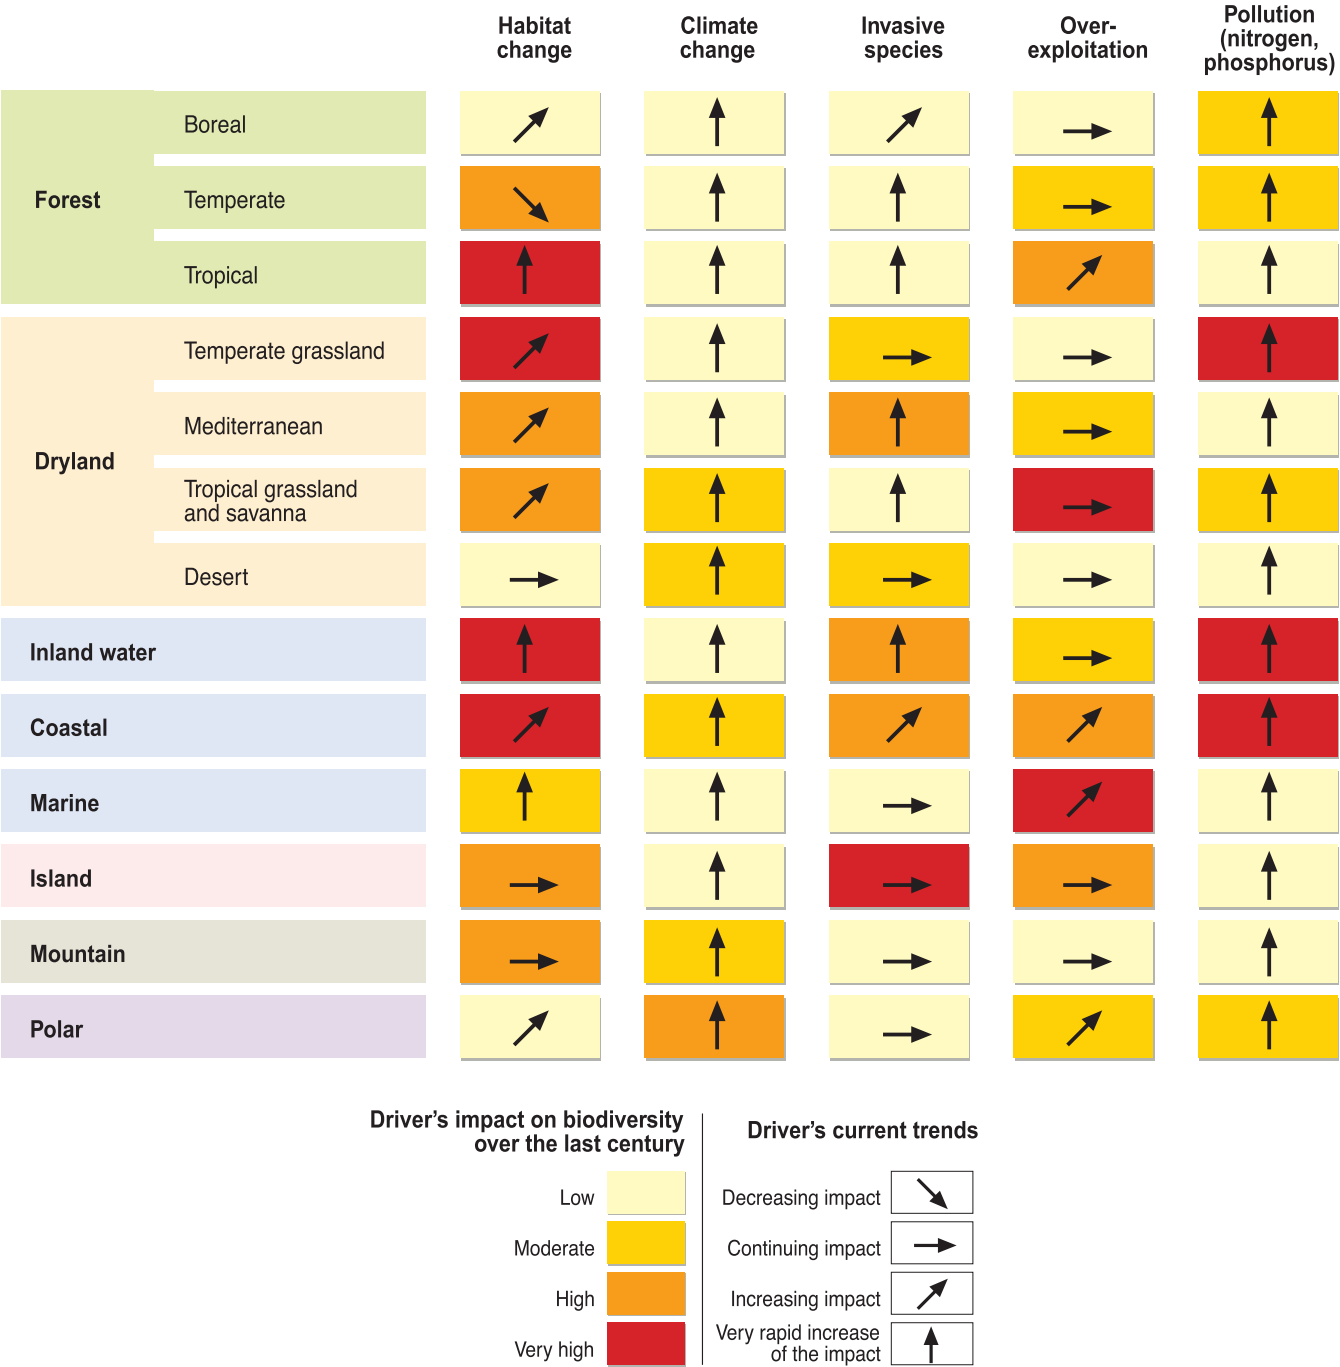 Habitat
change
Climate
change
Invasive
species
Over-
exploitation
Pollution
(nitrogen,
phosphorus)
Forest
Boreal
Temperate
Tropical
Dryland
Temperate grassland
Mediterranean
Tropical grassland
and savanna
Desert
Inland water
Coastal
Marine
Island
Mountain
Polar
Driver’s impact on biodiversity
over the last century
Low
Moderate
High
Very high
Driver’s current trends
Decreasing impact
Continuing impact
Increasing impact
Very rapid increase
of the impact